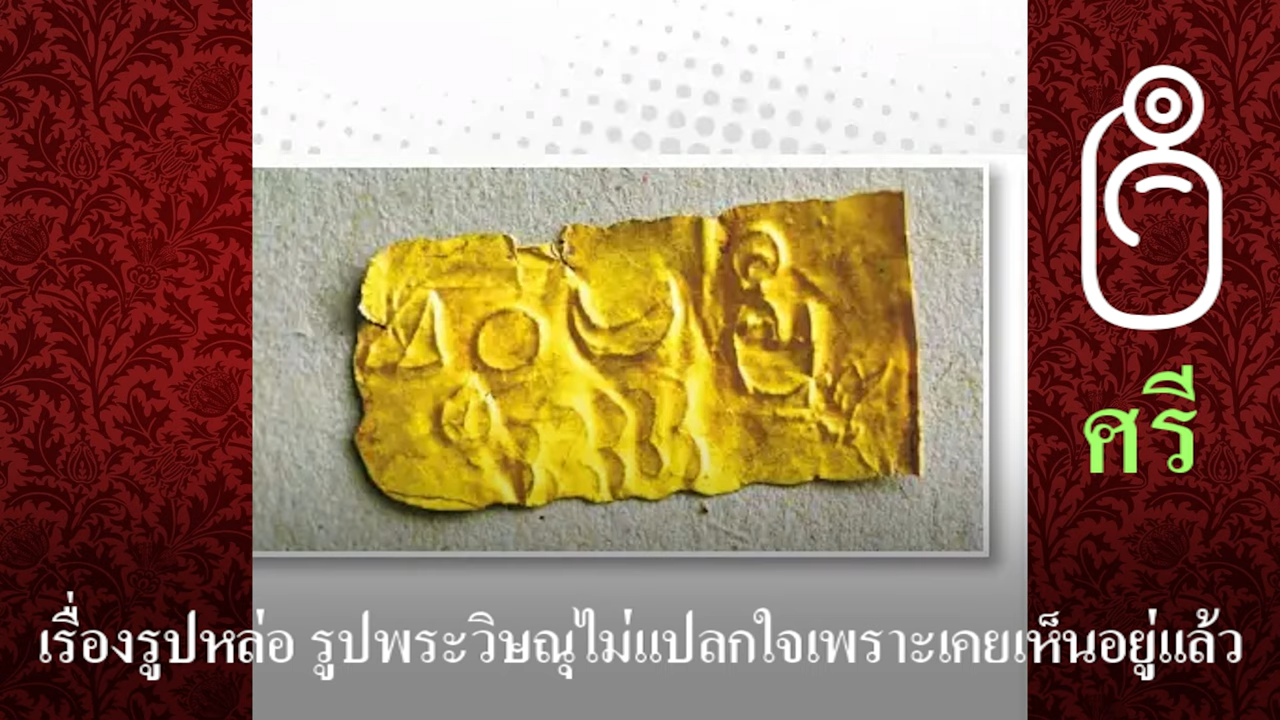 ศรี
เรื่องรูปหล่อ รูปพระวิษณุไม่แปลกใจเพราะเคยเห็นอยู่แล้ว